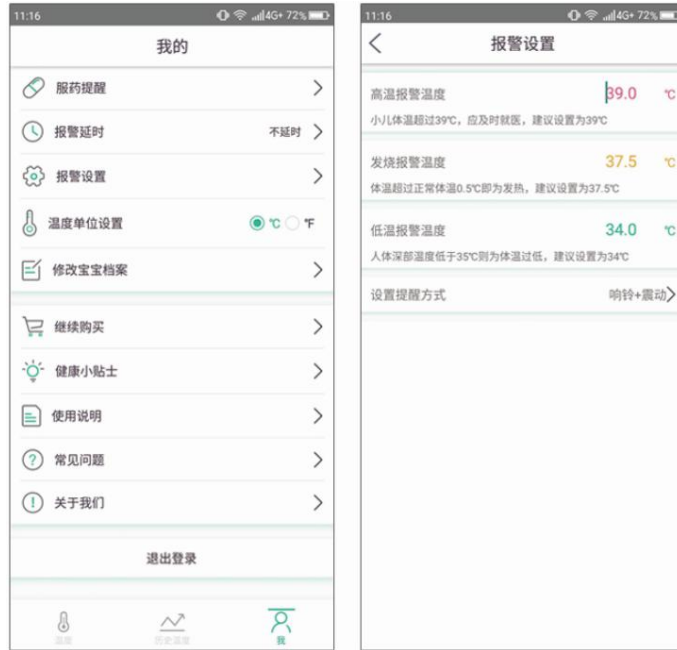 11:16 4G+ 72%
我的
服药提醒
报警延时 不延时
报警设置
温度单位设置 ℃ ℉
修改宝宝档案
继续购买
健康小贴士
使用说明
常见问题
关于我们
退出登录
温度 历史温度 我
11:16 4G+ 72%
报警设置
高温报警温度 39.0 ℃
小儿体温超过39℃，应及时就医，建议设置为39℃
发烧报警温度 37.5 ℃
体温超过正常体温0.5℃即为发热，建议设置为37.5℃
低温报警温度 34.0 ℃
人体深部温度低于35℃则为体温过低，建议设置为34℃
设置提醒方式 响铃+震动